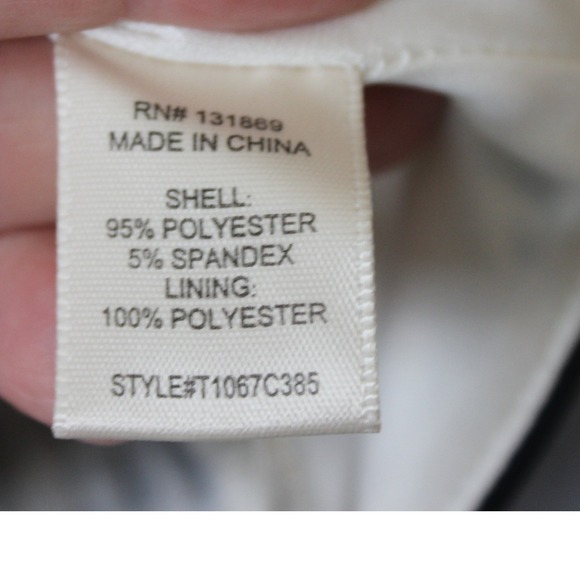 RN# 131869
MADE IN CHINA
SHELL:
95% POLYESTER
5% SPANDEX
LINING:
100% POLYESTER
STYLE#T1067C385